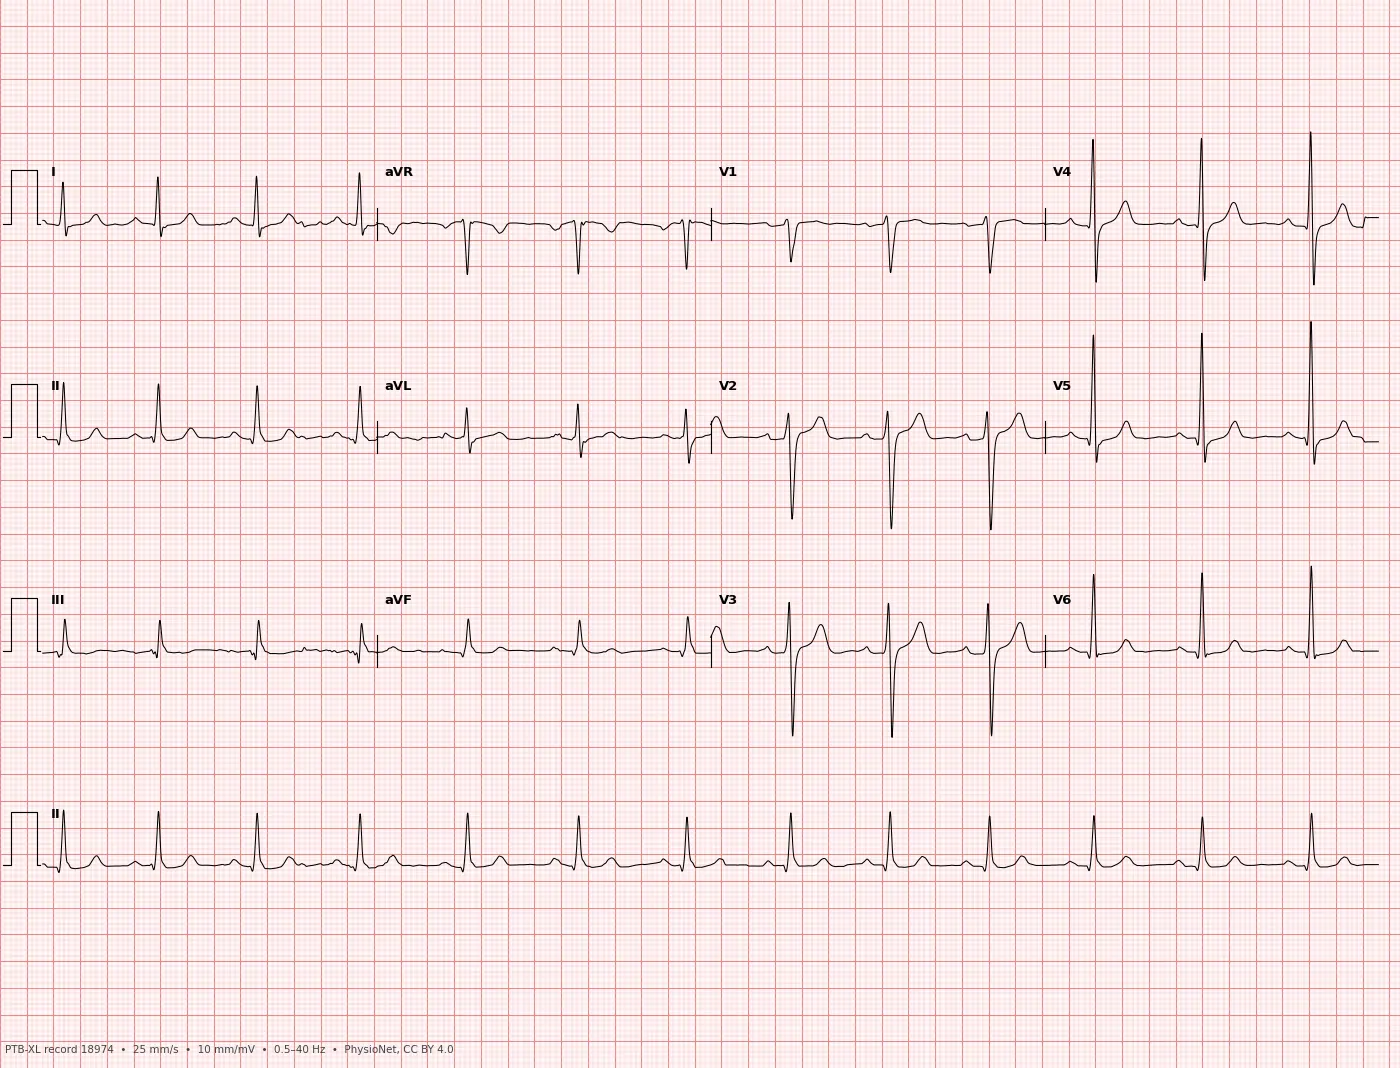 I aVR V1 V4
II aVL V2 V5
III aVF V3 V6
II
PTB-XL record 18974 • 25 mm/s • 10 mm/mV • 0.5–40 Hz • PhysioNet, CC BY 4.0